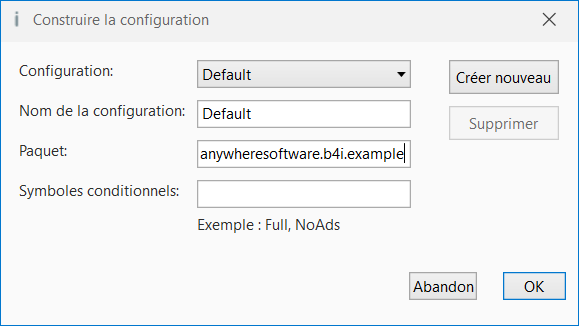 Construire la configuration
Configuration: Default Créer nouveau
Nom de la configuration: Default Supprimer
Paquet: anywheresoftware.b4i.example
Symboles conditionnels:
Exemple : Full, NoAds
Abandon OK